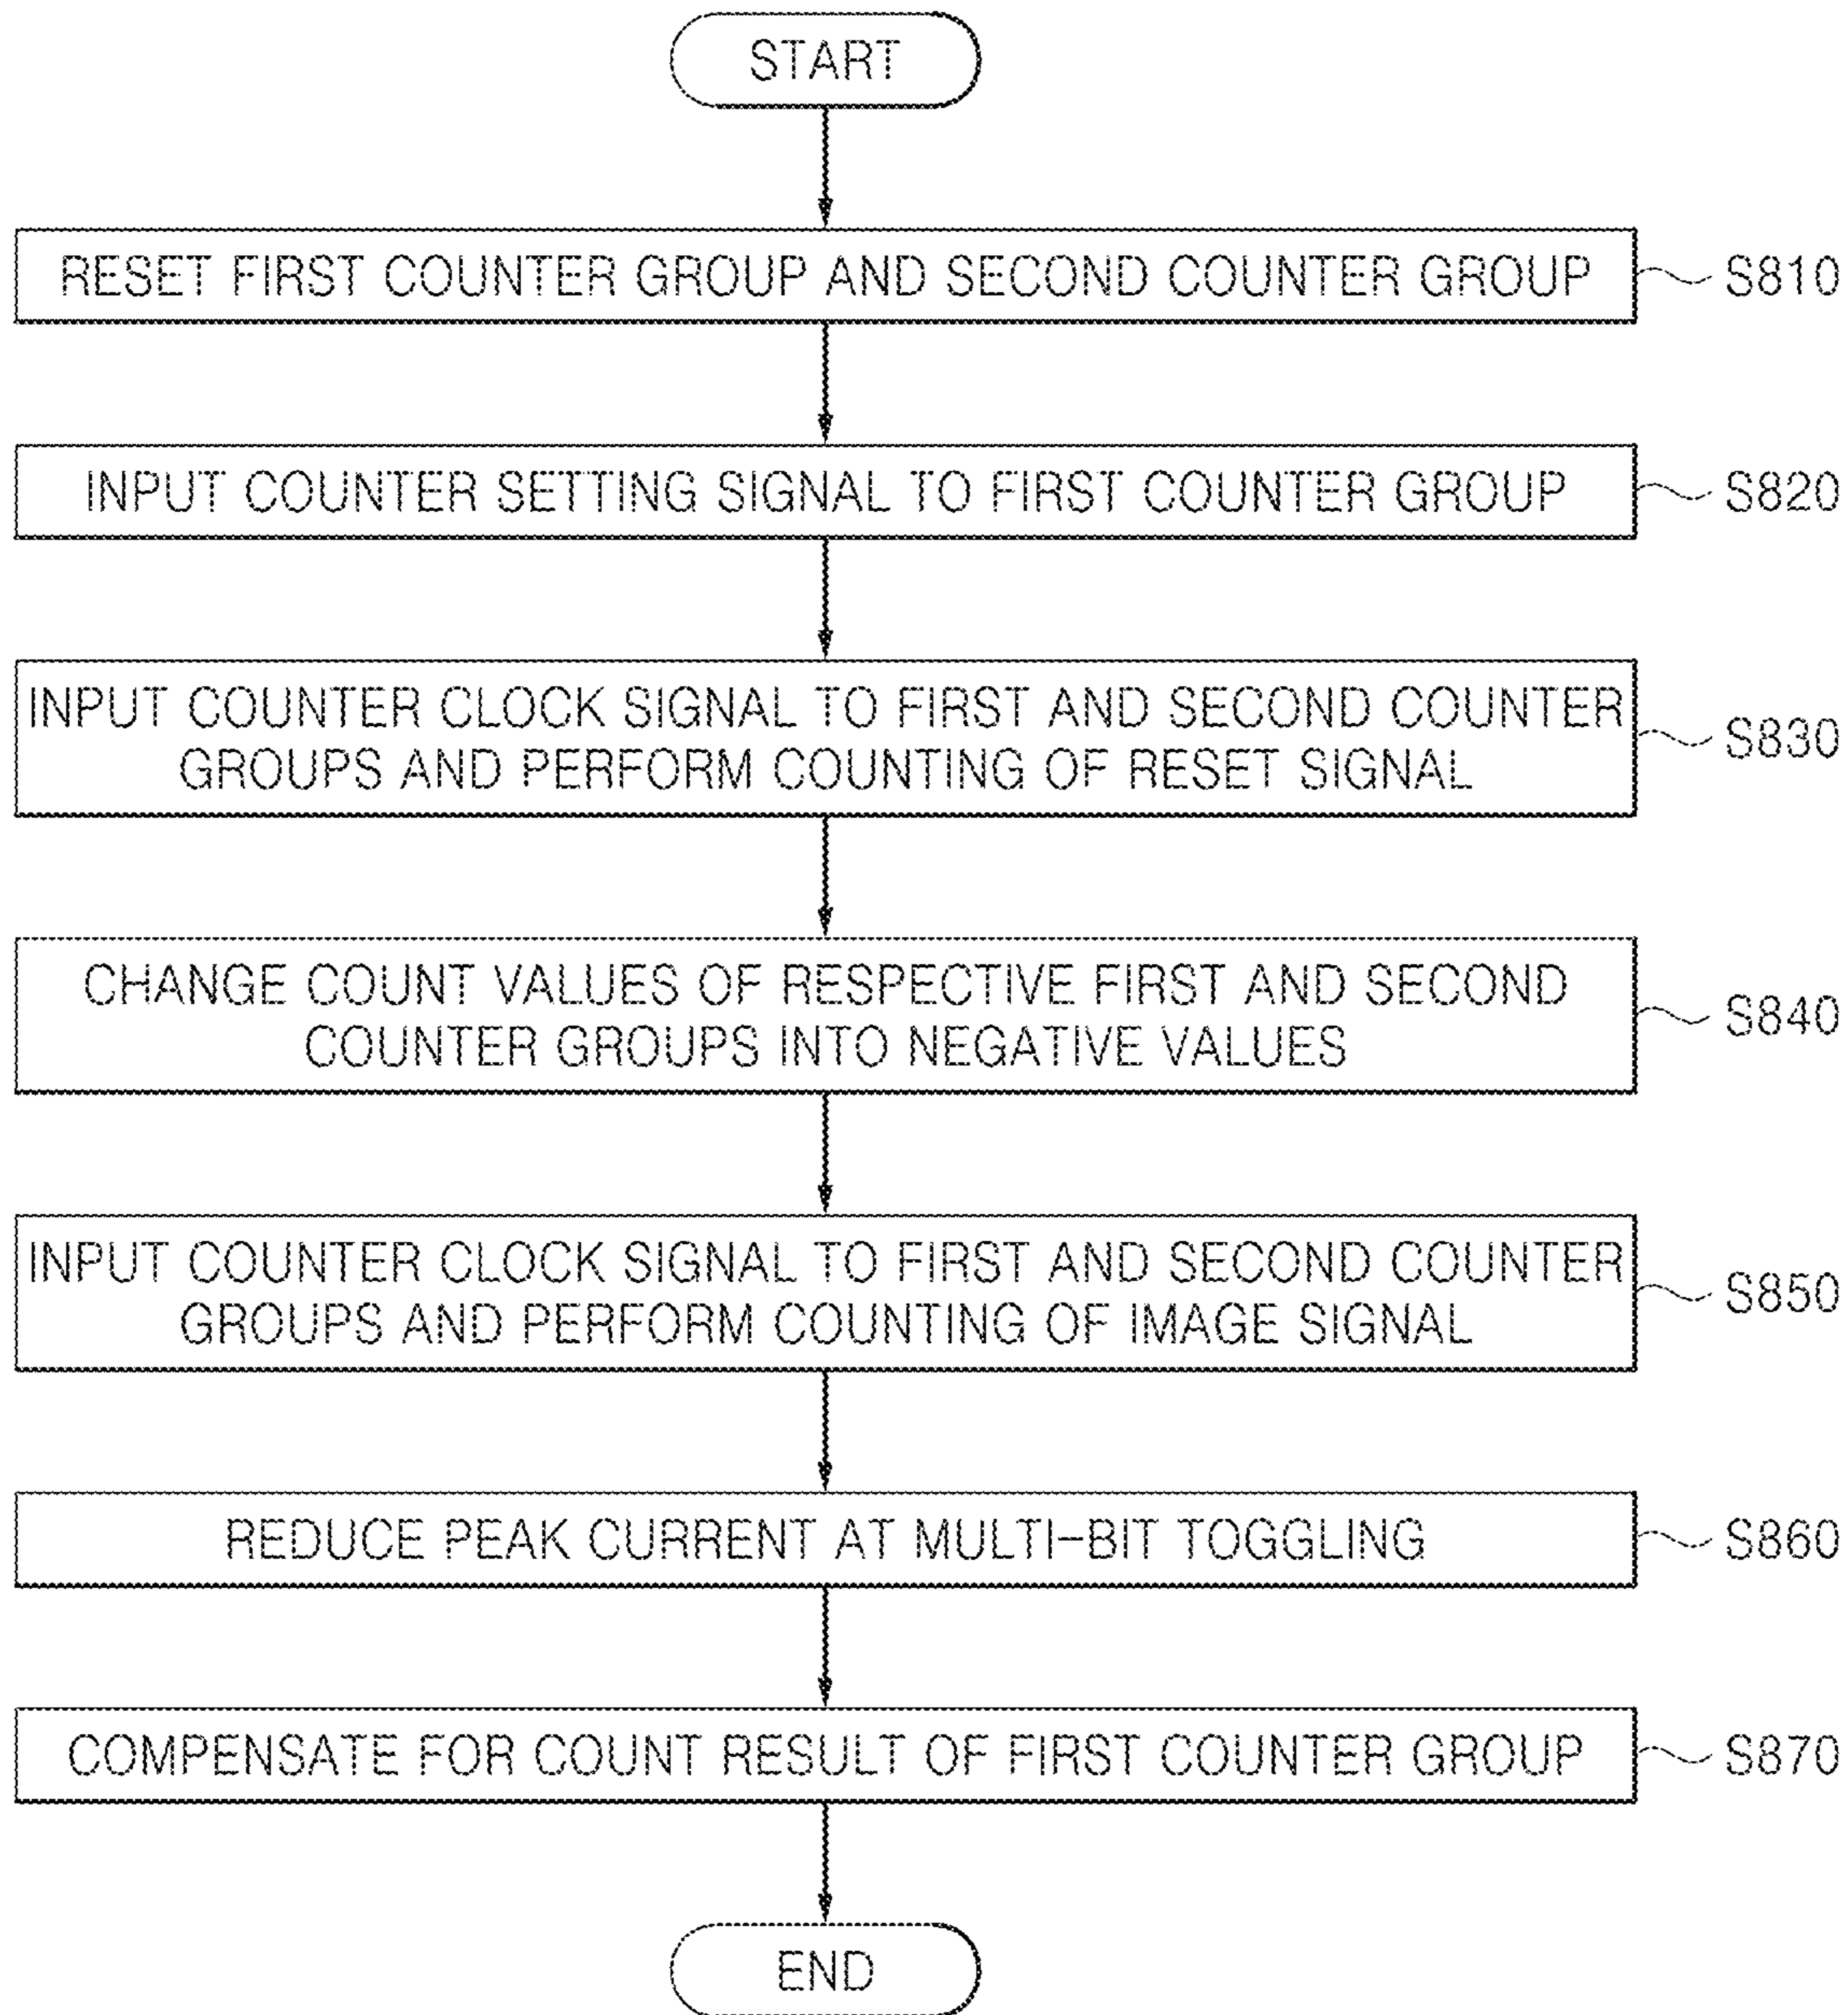 START
RESET FIRST COUNTER GROUP AND SECOND COUNTER GROUP
S810
INPUT COUNTER SETTING SIGNAL TO FIRST COUNTER GROUP
S820
INPUT COUNTER CLOCK SIGNAL TO FIRST AND SECOND COUNTER
GROUPS AND PERFORM COUNTING OF RESET SIGNAL
S830
CHANGE COUNT VALUES OF RESPECTIVE FIRST AND SECOND
COUNTER GROUPS INTO NEGATIVE VALUES
S840
INPUT COUNTER CLOCK SIGNAL TO FIRST AND SECOND COUNTER
GROUPS AND PERFORM COUNTING OF IMAGE SIGNAL
S850
REDUCE PEAK CURRENT AT MULTI-BIT TOGGLING
S860
COMPENSATE FOR COUNT RESULT OF FIRST COUNTER GROUP
S870
END